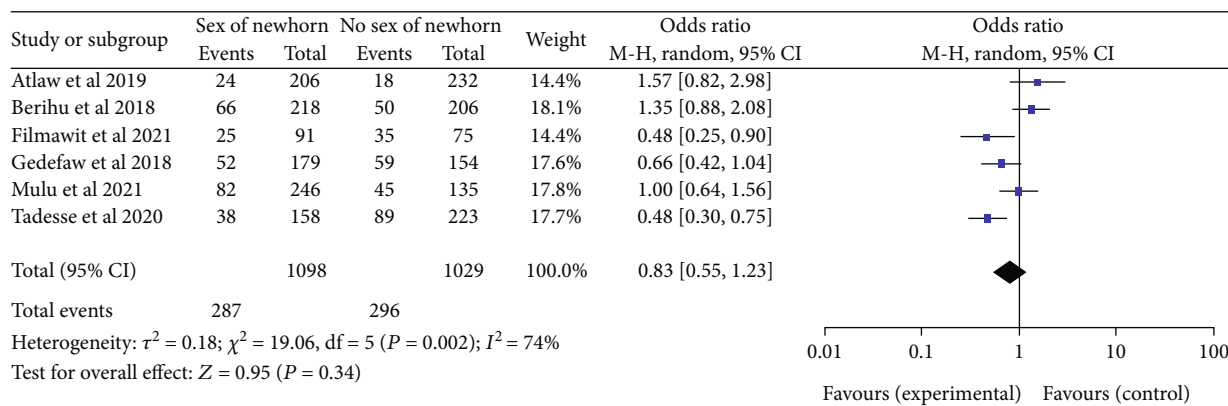 Study or subgroup Sex of newhorn No sex of newhorn Weight Odds ratio Odds ratio
Events Total Events Total M-H, random, 95% CI M-H, random, 95% CI
Atlaw et al 2019 24 206 18 232 14.4% 1.57 [0.82, 2.98]
Berihu et al 2018 66 218 50 206 18.1% 1.35 [0.88, 2.08]
Filmawit et al 2021 25 91 35 75 14.4% 0.48 [0.25, 0.90]
Gedefaw et al 2018 52 179 59 154 17.6% 0.66 [0.42, 1.04]
Mulu et al 2021 82 246 45 135 17.8% 1.00 [0.64, 1.56]
Tadesse et al 2020 38 158 89 223 17.7% 0.48 [0.30, 0.75]
Total (95% CI) 1098 1029 100.0% 0.83 [0.55, 1.23]
Total events 287 296
Heterogeneity: τ² = 0.18; χ² = 19.06, df = 5 (P = 0.002); I² = 74%
Test for overall effect: Z = 0.95 (P = 0.34)
0.01 0.1 1 10 100
Favours (experimental) Favours (control)